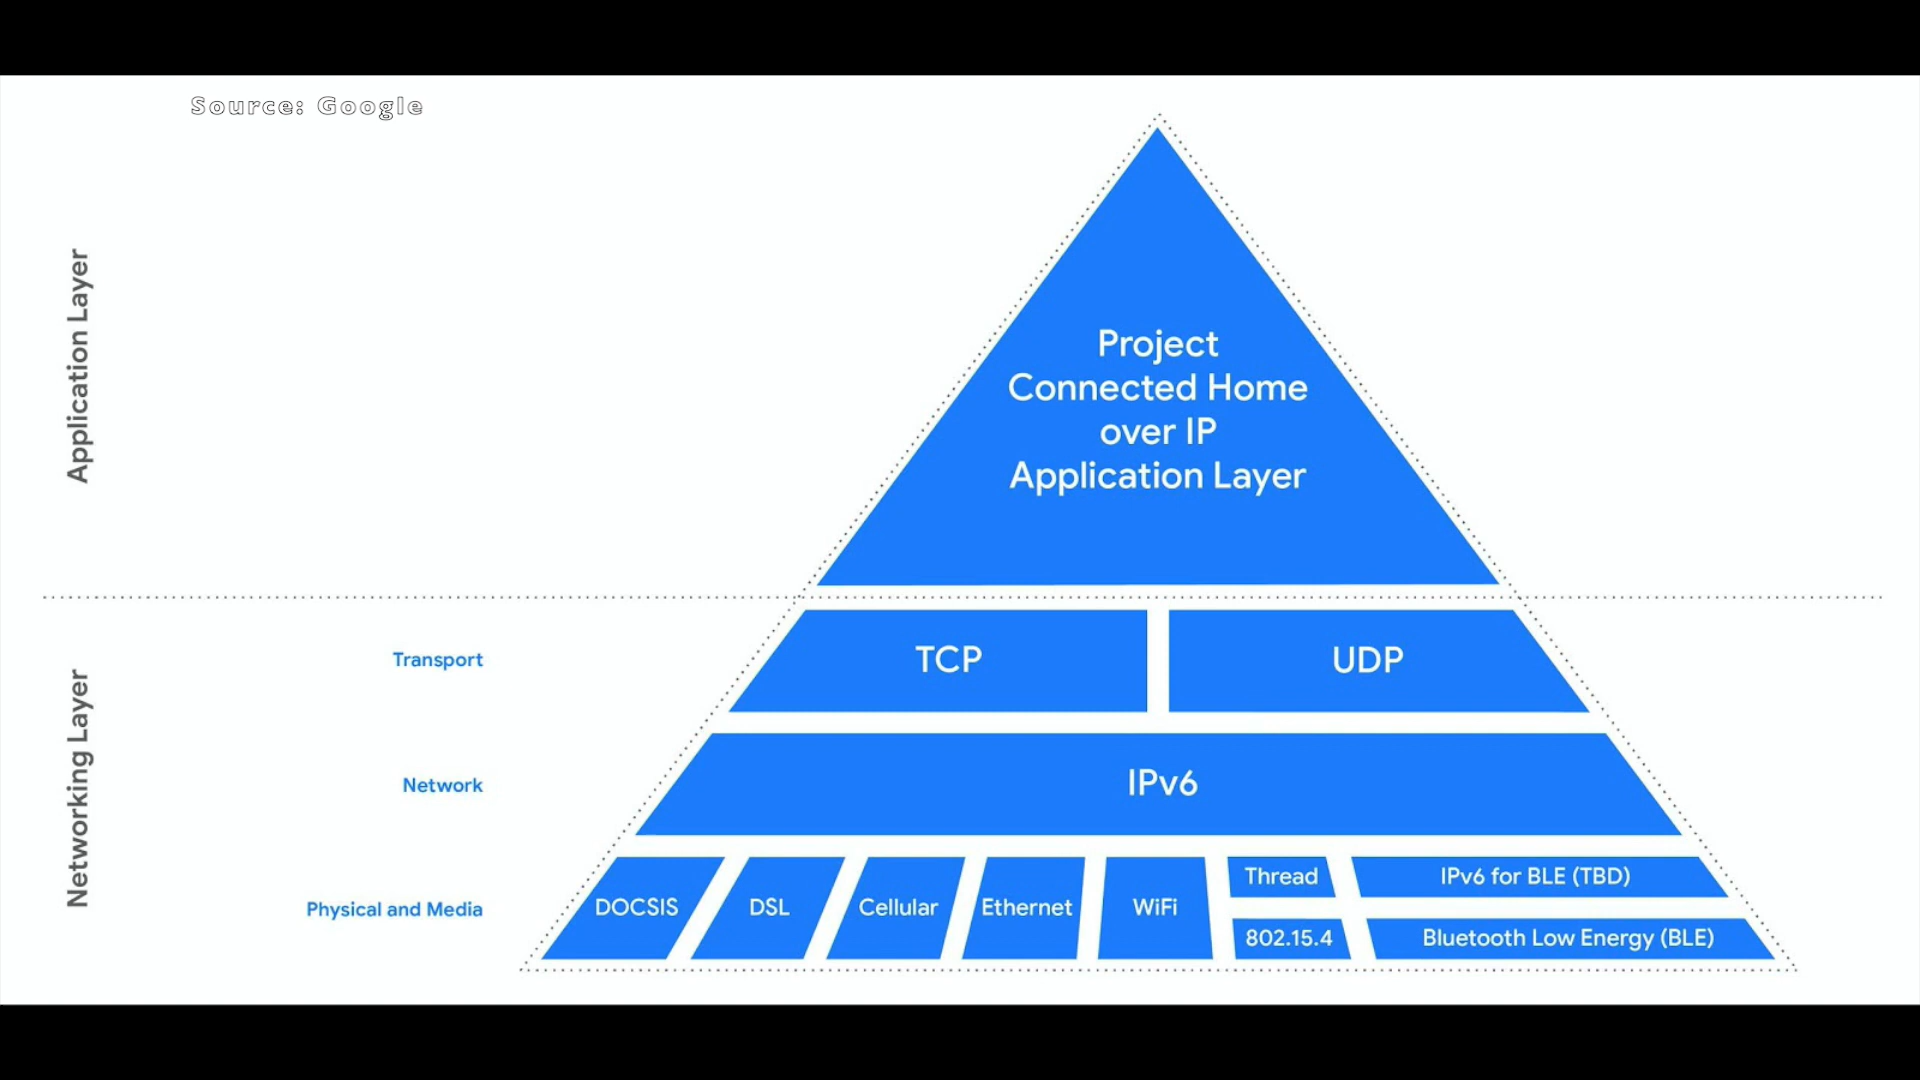 Source: Google
Application Layer
Project
Connected Home
over IP
Application Layer
Networking Layer
Transport
TCP
UDP
Network
IPv6
Physical and Media
DOCSIS
DSL
Cellular
Ethernet
WiFi
Thread
802.15.4
IPv6 for BLE (TBD)
Bluetooth Low Energy (BLE)